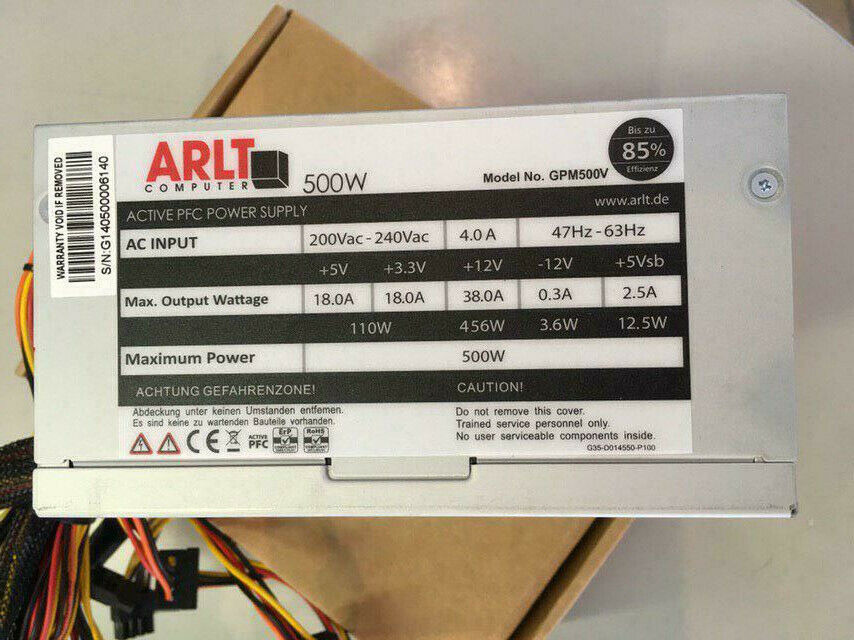 WARRANTY VOID IF REMOVED
S/N:G140500006140
ARLT
COMPUTER
500W
Model No. GPM500V
Bis zu
85%
Effizienz
ACTIVE PFC POWER SUPPLY
www.arlt.de
AC INPUT 200Vac - 240Vac 4.0 A 47Hz - 63Hz
+5V +3.3V +12V -12V +5Vsb
Max. Output Wattage 18.0A 18.0A 38.0A 0.3A 2.5A
110W 456W 3.6W 12.5W
Maximum Power 500W
ACHTUNG GEFAHRENZONE! CAUTION!
Abdeckung unter keinen Umstanden entfernen.
Es sind keine zu wartenden Bauteile vorhanden.
Do not remove this cover.
Trained service personnel only.
No user serviceable components inside.
CE
ACTIVE
PFC
ErP
RoHS
G35-D014550-P100